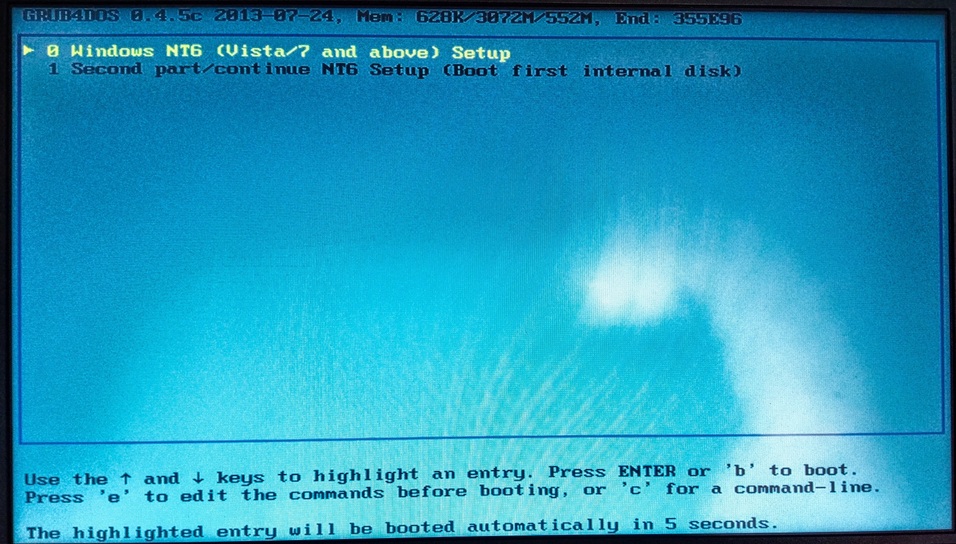 GRUB4DOS 0.4.5c 2013-07-24, Mem: 628K/3072M/552M, End: 355E96
► 0 Windows NT6 (Vista/7 and above) Setup
1 Second part/continue NT6 Setup (Boot first internal disk)
Use the ↑ and ↓ keys to highlight an entry. Press ENTER or 'b' to boot.
Press 'e' to edit the commands before booting, or 'c' for a command-line.
The highlighted entry will be booted automatically in 5 seconds.